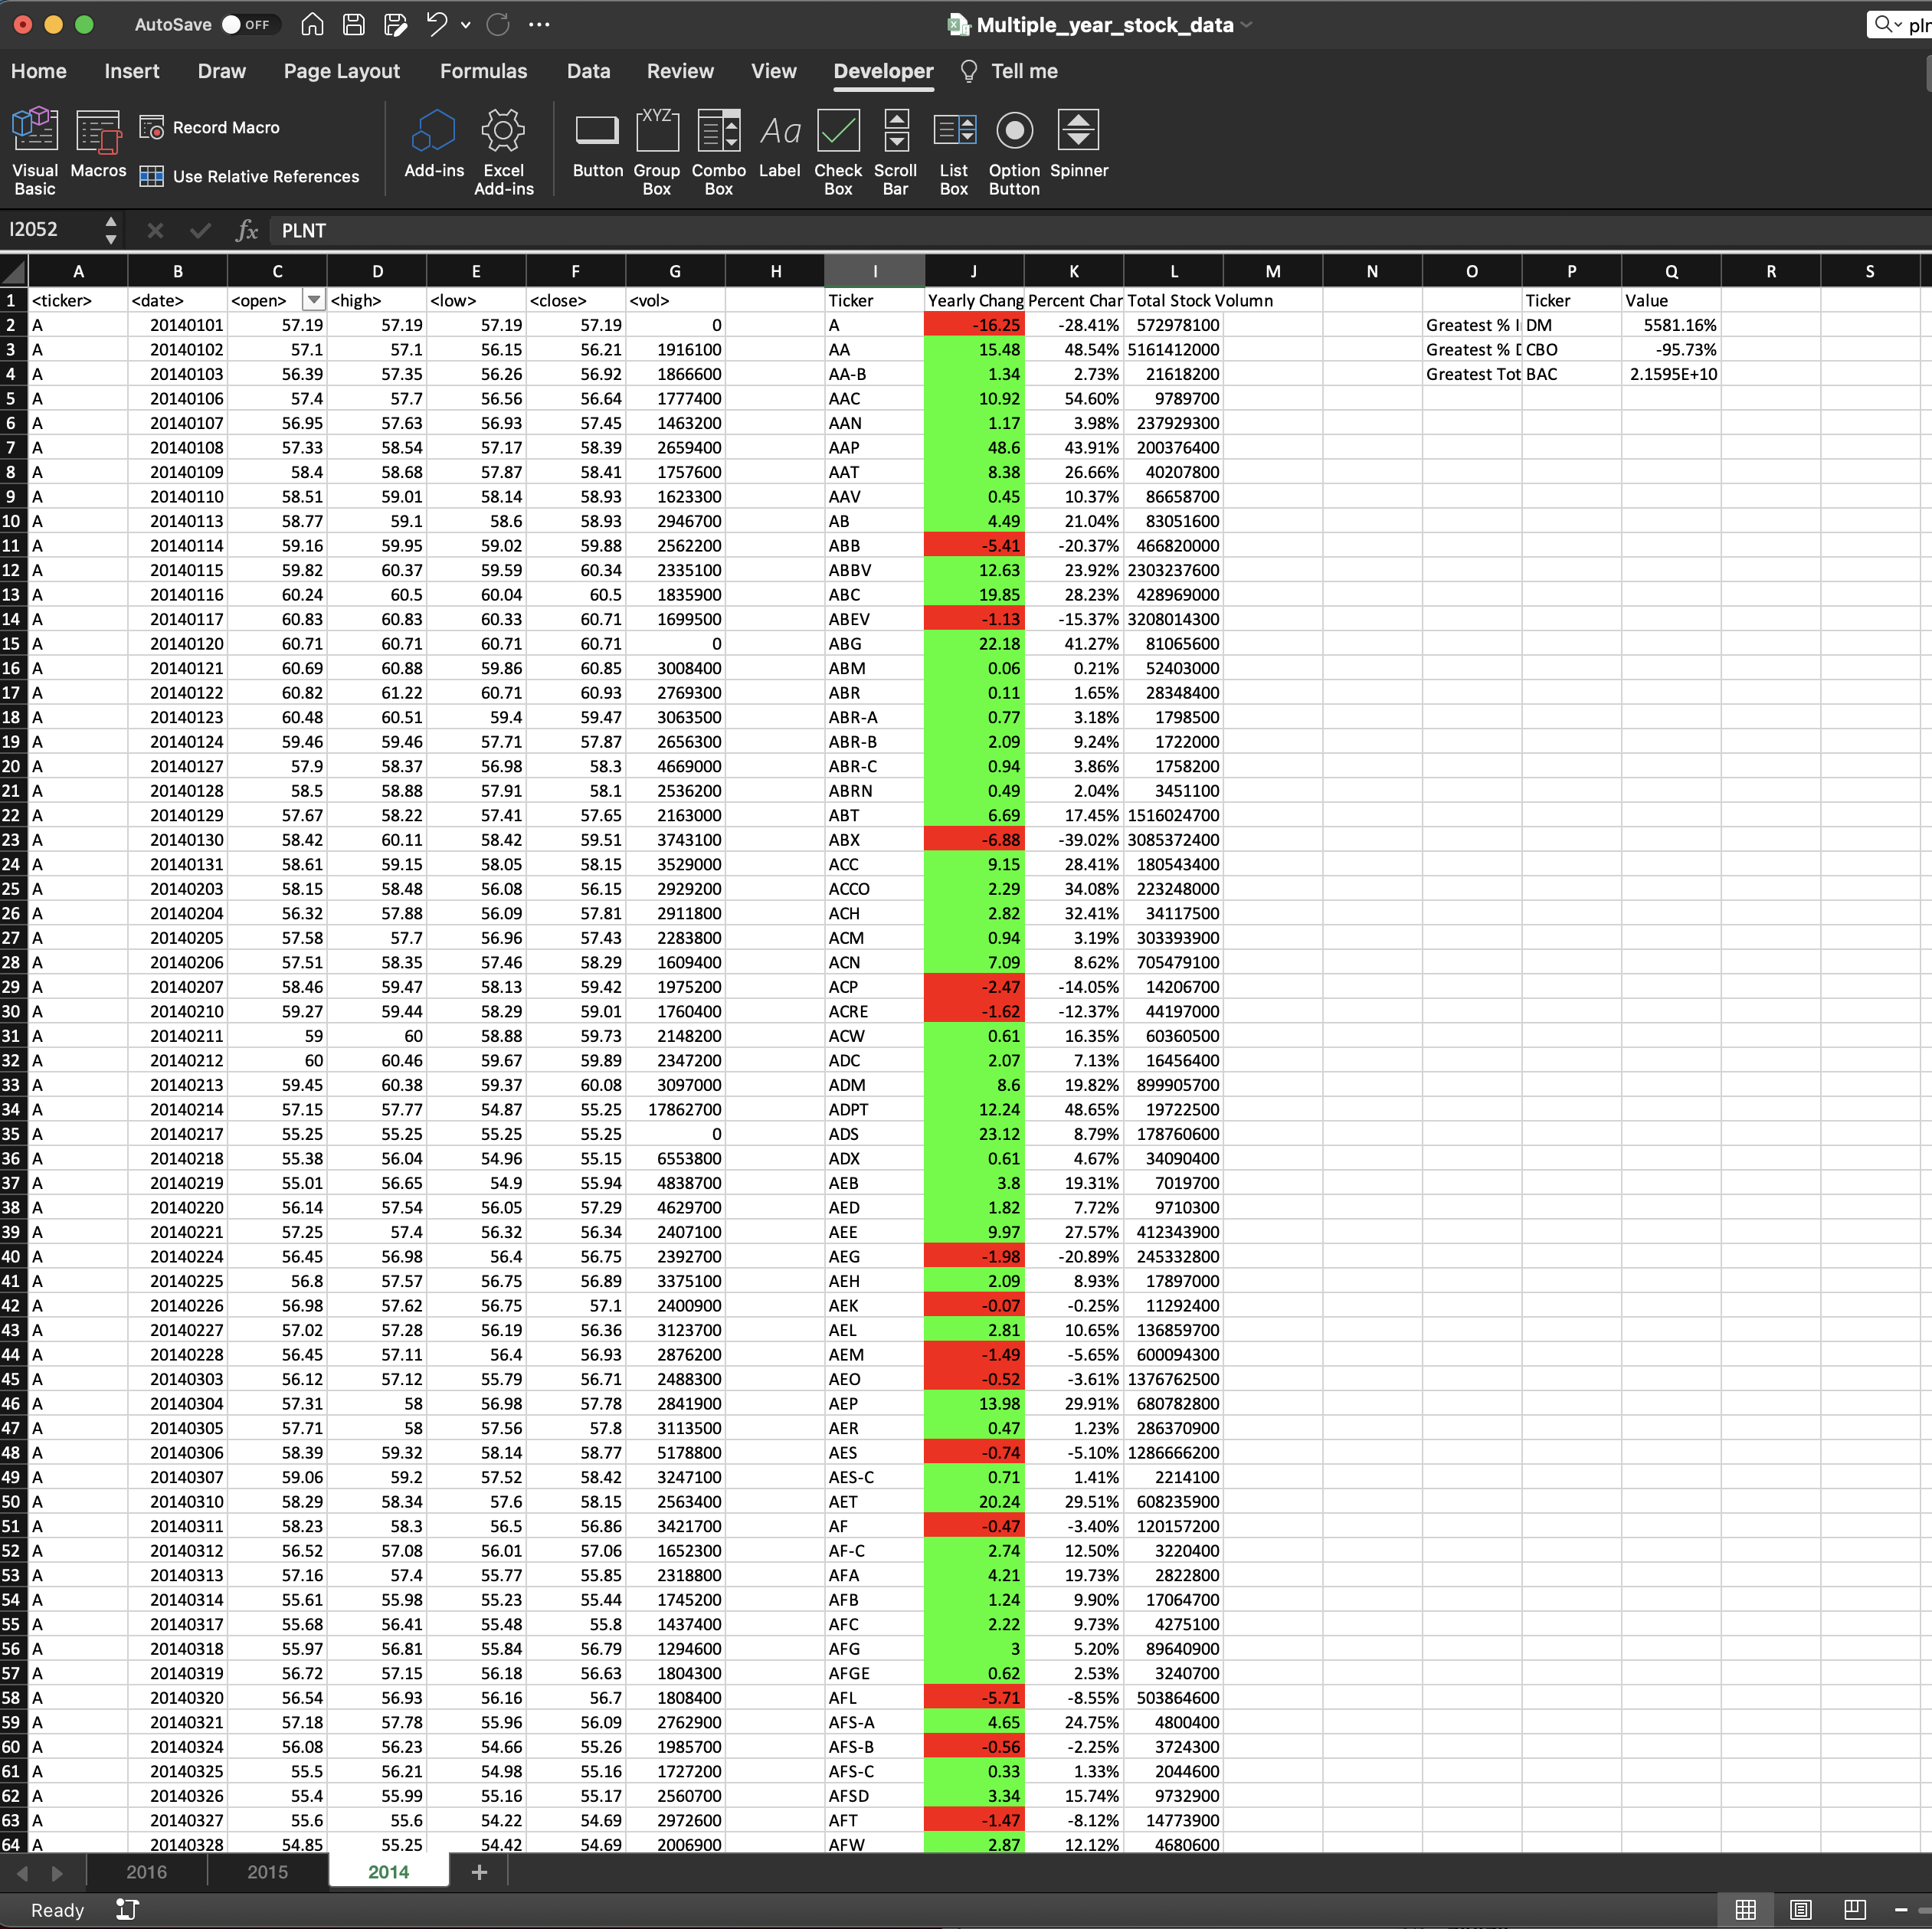 AutoSave OFF Multiple_year_stock_data pln
Home Insert Draw Page Layout Formulas Data Review View Developer Tell me
Visual Basic Macros Record Macro Use Relative References Add-ins Excel Add-ins Button XYZ Group Box Combo Box Aa Label Check Box Scroll Bar List Box Option Button Spinner
I2052 fx PLNT
A B C D E F G H I J K L M N O P Q R S
1 <ticker> <date> <open> <high> <low> <close> <vol> Ticker Yearly Chang Percent Char Total Stock Volumn Ticker Value
2 A 20140101 57.19 57.19 57.19 57.19 0 A -16.25 -28.41% 572978100 Greatest % I DM 5581.16%
3 A 20140102 57.1 57.1 56.15 56.21 1916100 AA 15.48 48.54% 5161412000 Greatest % D CBO -95.73%
4 A 20140103 56.39 57.35 56.26 56.92 1866600 AA-B 1.34 2.73% 21618200 Greatest Tot BAC 2.1595E+10
5 A 20140106 57.4 57.7 56.56 56.64 1777400 AAC 10.92 54.60% 9789700
6 A 20140107 56.95 57.63 56.93 57.45 1463200 AAN 1.17 3.98% 237929300
7 A 20140108 57.33 58.54 57.17 58.39 2659400 AAP 48.6 43.91% 200376400
8 A 20140109 58.4 58.68 57.87 58.41 1757600 AAT 8.38 26.66% 40207800
9 A 20140110 58.51 59.01 58.14 58.93 1623300 AAV 0.45 10.37% 86658700
10 A 20140113 58.77 59.1 58.6 58.93 2946700 AB 4.49 21.04% 83051600
11 A 20140114 59.16 59.95 59.02 59.88 2562200 ABB -5.41 -20.37% 466820000
12 A 20140115 59.82 60.37 59.59 60.34 2335100 ABBV 12.63 23.92% 2303237600
13 A 20140116 60.24 60.5 60.04 60.5 1835900 ABC 19.85 28.23% 428969000
14 A 20140117 60.83 60.83 60.33 60.71 1699500 ABEV -1.13 -15.37% 3208014300
15 A 20140120 60.71 60.71 60.71 60.71 0 ABG 22.18 41.27% 81065600
16 A 20140121 60.69 60.88 59.86 60.85 3008400 ABM 0.06 0.21% 52403000
17 A 20140122 60.82 61.22 60.71 60.93 2769300 ABR 0.11 1.65% 28348400
18 A 20140123 60.48 60.51 59.4 59.47 3063500 ABR-A 0.77 3.18% 1798500
19 A 20140124 59.46 59.46 57.71 57.87 2656300 ABR-B 2.09 9.24% 1722000
20 A 20140127 57.9 58.37 56.98 58.3 4669000 ABR-C 0.94 3.86% 1758200
21 A 20140128 58.5 58.88 57.91 58.1 2536200 ABRN 0.49 2.04% 3451100
22 A 20140129 57.67 58.22 57.41 57.65 2163000 ABT 6.69 17.45% 1516024700
23 A 20140130 58.42 60.11 58.42 59.51 3743100 ABX -6.88 -39.02% 3085372400
24 A 20140131 58.61 59.15 58.05 58.15 3529000 ACC 9.15 28.41% 180543400
25 A 20140203 58.15 58.48 56.08 56.15 2929200 ACCO 2.29 34.08% 223248000
26 A 20140204 56.32 57.88 56.09 57.81 2911800 ACH 2.82 32.41% 34117500
27 A 20140205 57.58 57.7 56.96 57.43 2283800 ACM 0.94 3.19% 303393900
28 A 20140206 57.51 58.35 57.46 58.29 1609400 ACN 7.09 8.62% 705479100
29 A 20140207 58.46 59.47 58.13 59.42 1975200 ACP -2.47 -14.05% 14206700
30 A 20140210 59.27 59.44 58.29 59.01 1760400 ACRE -1.62 -12.37% 44197000
31 A 20140211 59 60 58.88 59.73 2148200 ACW 0.61 16.35% 60360500
32 A 20140212 60 60.46 59.67 59.89 2347200 ADC 2.07 7.13% 16456400
33 A 20140213 59.45 60.38 59.37 60.08 3097000 ADM 8.6 19.82% 899905700
34 A 20140214 57.15 57.77 54.87 55.25 17862700 ADPT 12.24 48.65% 19722500
35 A 20140217 55.25 55.25 55.25 55.25 0 ADS 23.12 8.79% 178760600
36 A 20140218 55.38 56.04 54.96 55.15 6553800 ADX 0.61 4.67% 34090400
37 A 20140219 55.01 56.65 54.9 55.94 4838700 AEB 3.8 19.31% 7019700
38 A 20140220 56.14 57.54 56.05 57.29 4629700 AED 1.82 7.72% 9710300
39 A 20140221 57.25 57.4 56.32 56.34 2407100 AEE 9.97 27.57% 412343900
40 A 20140224 56.45 56.98 56.4 56.75 2392700 AEG -1.98 -20.89% 245332800
41 A 20140225 56.8 57.57 56.75 56.89 3375100 AEH 2.09 8.93% 17897000
42 A 20140226 56.98 57.62 56.75 57.1 2400900 AEK -0.07 -0.25% 11292400
43 A 20140227 57.02 57.28 56.19 56.36 3123700 AEL 2.81 10.65% 136859700
44 A 20140228 56.45 57.11 56.4 56.93 2876200 AEM -1.49 -5.65% 600094300
45 A 20140303 56.12 57.12 55.79 56.71 2488300 AEO -0.52 -3.61% 1376762500
46 A 20140304 57.31 58 56.98 57.78 2841900 AEP 13.98 29.91% 680782800
47 A 20140305 57.71 58 57.56 57.8 3113500 AER 0.47 1.23% 286370900
48 A 20140306 58.39 59.32 58.14 58.77 5178800 AES -0.74 -5.10% 1286666200
49 A 20140307 59.06 59.2 57.52 58.42 3247100 AES-C 0.71 1.41% 2214100
50 A 20140310 58.29 58.34 57.6 58.15 2563400 AET 20.24 29.51% 608235900
51 A 20140311 58.23 58.3 56.5 56.86 3421700 AF -0.47 -3.40% 120157200
52 A 20140312 56.52 57.08 56.01 57.06 1652300 AF-C 2.74 12.50% 3220400
53 A 20140313 57.16 57.4 55.77 55.85 2318800 AFA 4.21 19.73% 2822800
54 A 20140314 55.61 55.98 55.23 55.44 1745200 AFB 1.24 9.90% 17064700
55 A 20140317 55.68 56.41 55.48 55.8 1437400 AFC 2.22 9.73% 4275100
56 A 20140318 55.97 56.81 55.84 56.79 1294600 AFG 3 5.20% 89640900
57 A 20140319 56.72 57.15 56.18 56.63 1804300 AFGE 0.62 2.53% 3240700
58 A 20140320 56.54 56.93 56.16 56.7 1808400 AFL -5.71 -8.55% 503864600
59 A 20140321 57.18 57.78 55.96 56.09 2762900 AFS-A 4.65 24.75% 4800400
60 A 20140324 56.08 56.23 54.66 55.26 1985700 AFS-B -0.56 -2.25% 3724300
61 A 20140325 55.5 56.21 54.98 55.16 1727200 AFS-C 0.33 1.33% 2044600
62 A 20140326 55.4 55.99 55.16 55.17 2560700 AFSD 3.34 15.74% 9732900
63 A 20140327 55.6 55.6 54.22 54.69 2972600 AFT -1.47 -8.12% 14773900
64 A 20140328 54.85 55.25 54.42 54.69 2006900 AFW 2.87 12.12% 4680600
2016 2015 2014 +
Ready